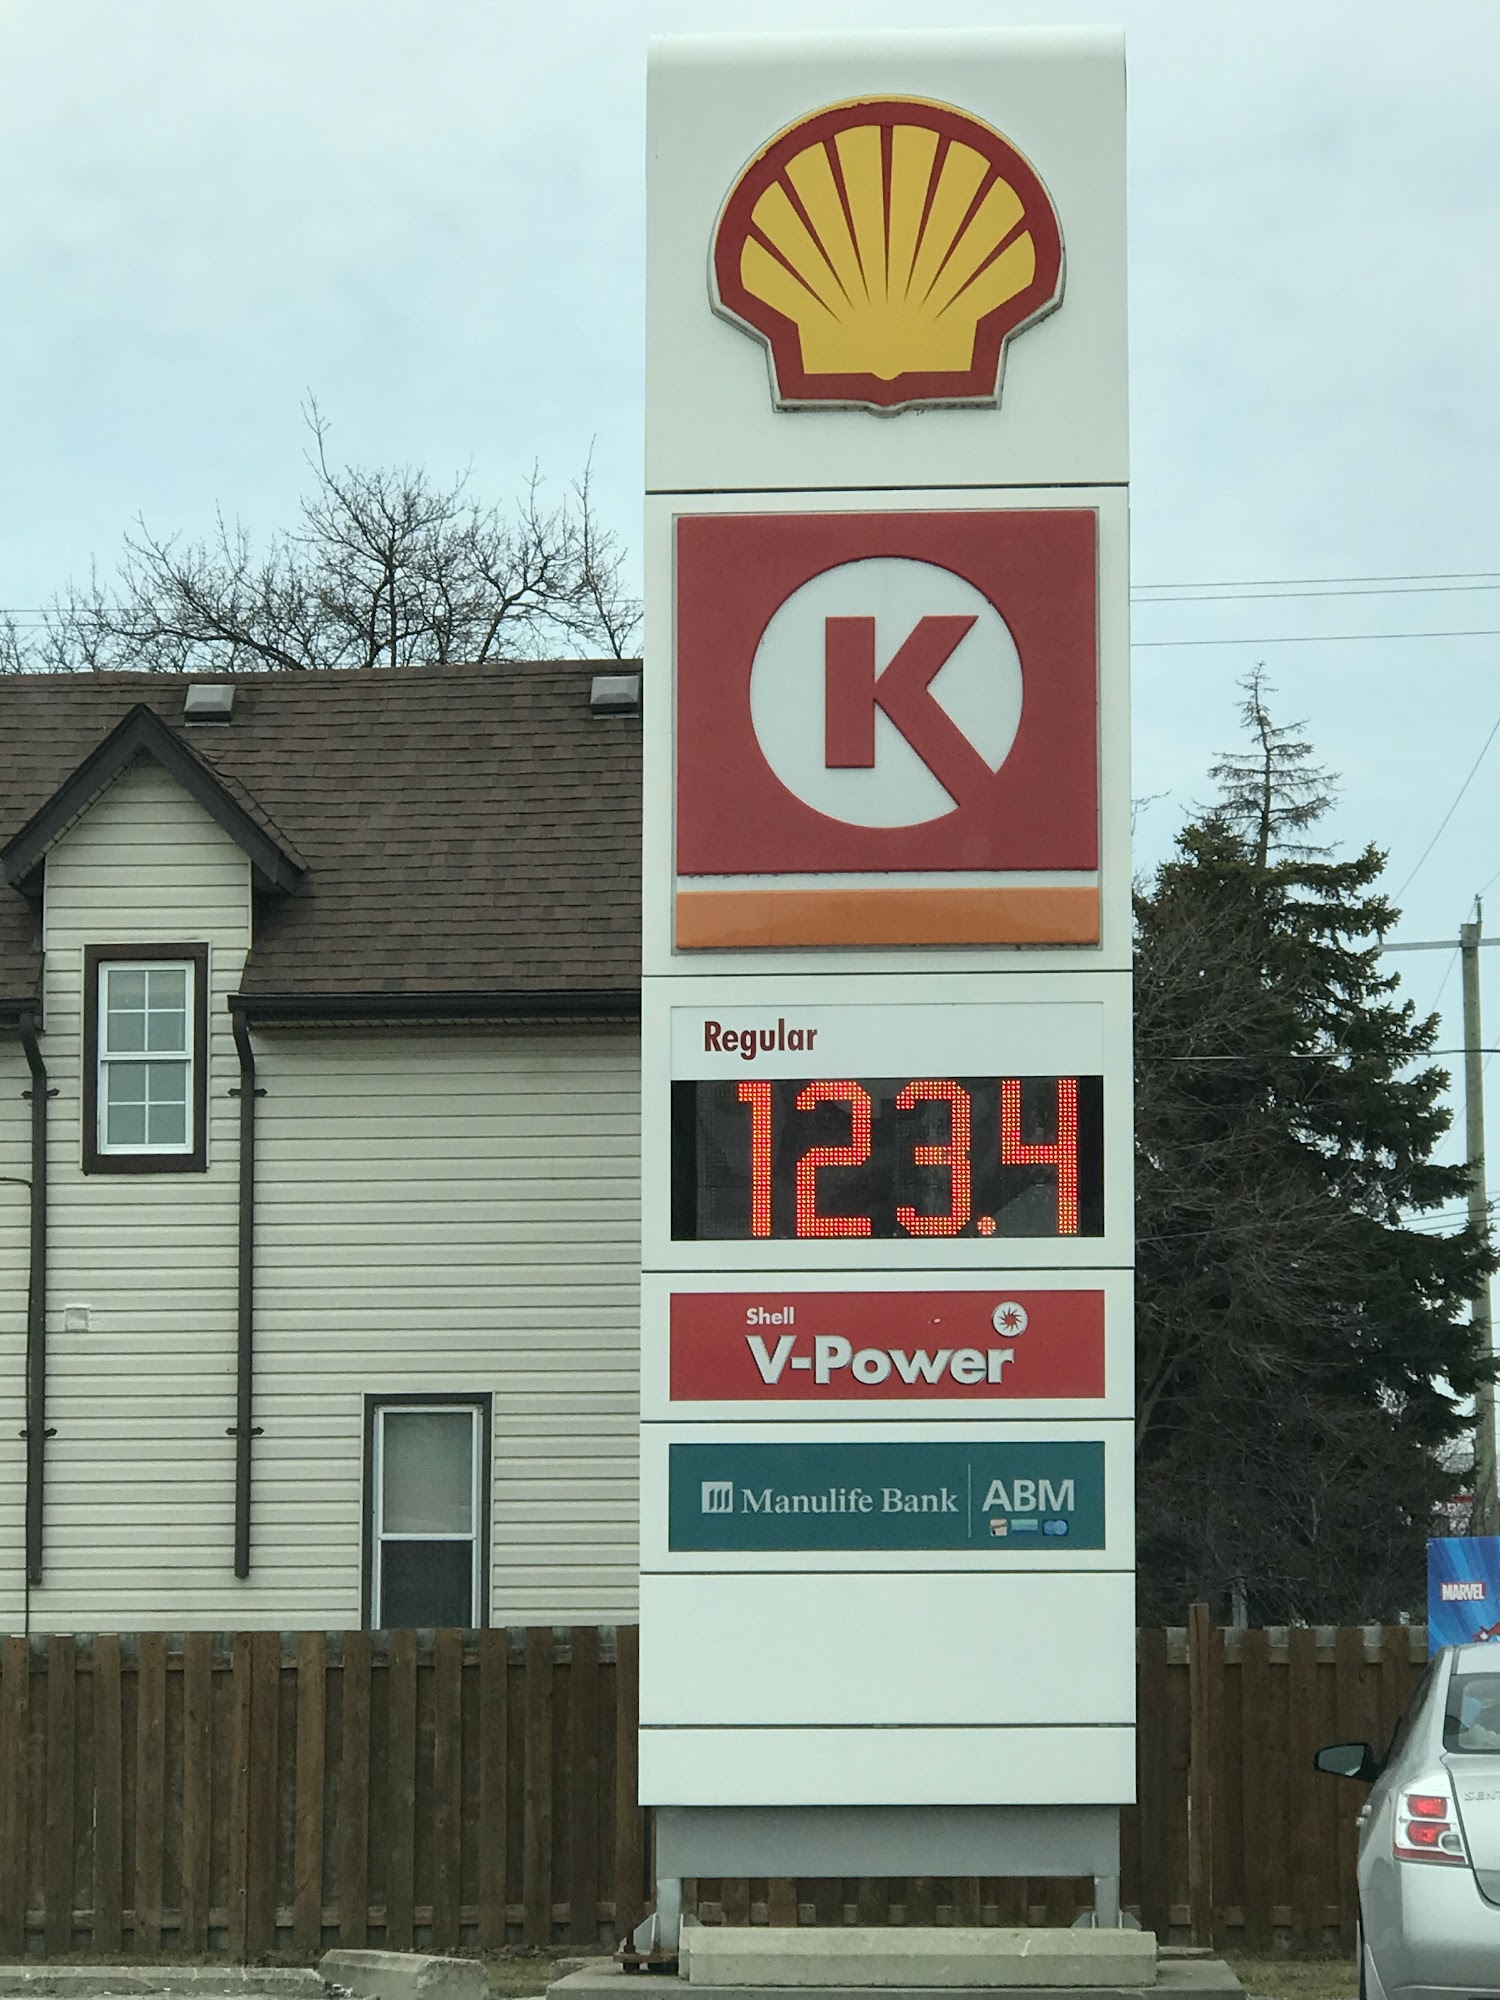 K
Regular
123.4
Shell
V-Power
Manulife Bank ABM
MARVEL